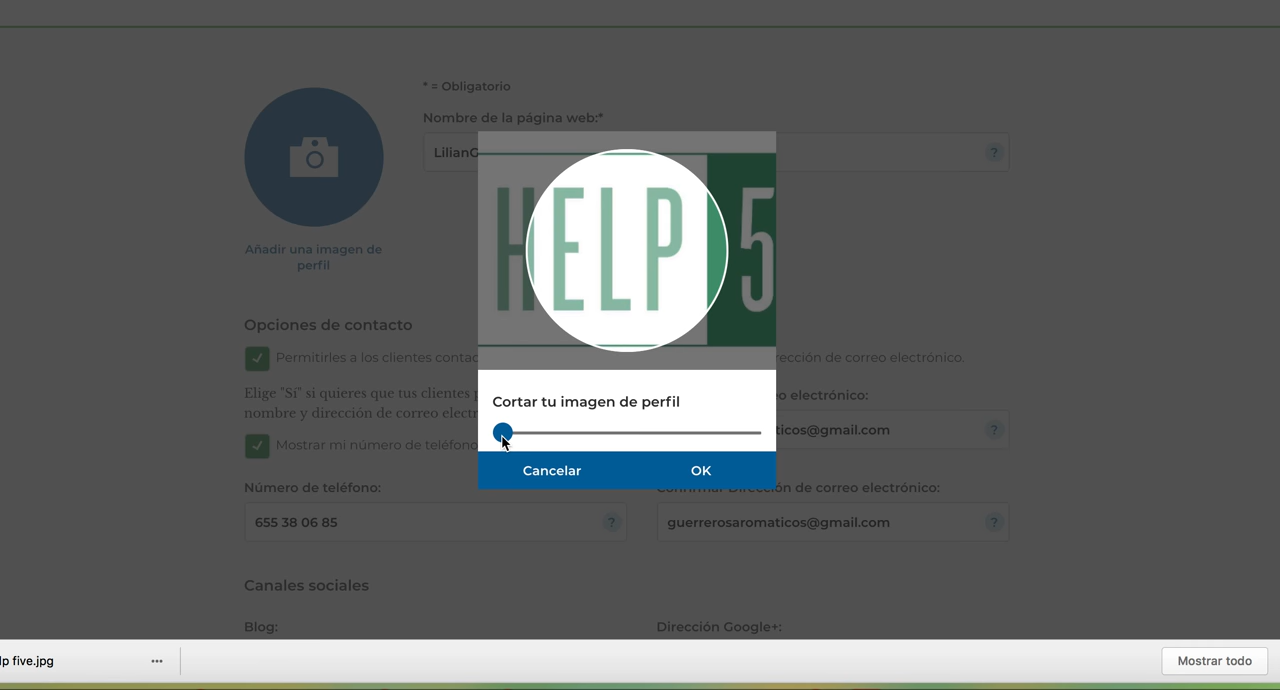 * = Obligatorio
Nombre de la página web:*
LilianG
?
HELP 5
Añadir una imagen de
perfil
Opciones de contacto
Permitirles a los clientes contac
rección de correo electrónico.
Elige "Sí" si quieres que tus clientes p
nombre y dirección de correo electr
o electrónico:
ticos@gmail.com
?
Mostrar mi número de teléfono
Cortar tu imagen de perfil
Cancelar
OK
Número de teléfono:
655 38 06 85
?
Confirmar Dirección de correo electrónico:
guerrerosaromaticos@gmail.com
?
Canales sociales
Blog:
Dirección Google+:
lp five.jpg
...
Mostrar todo